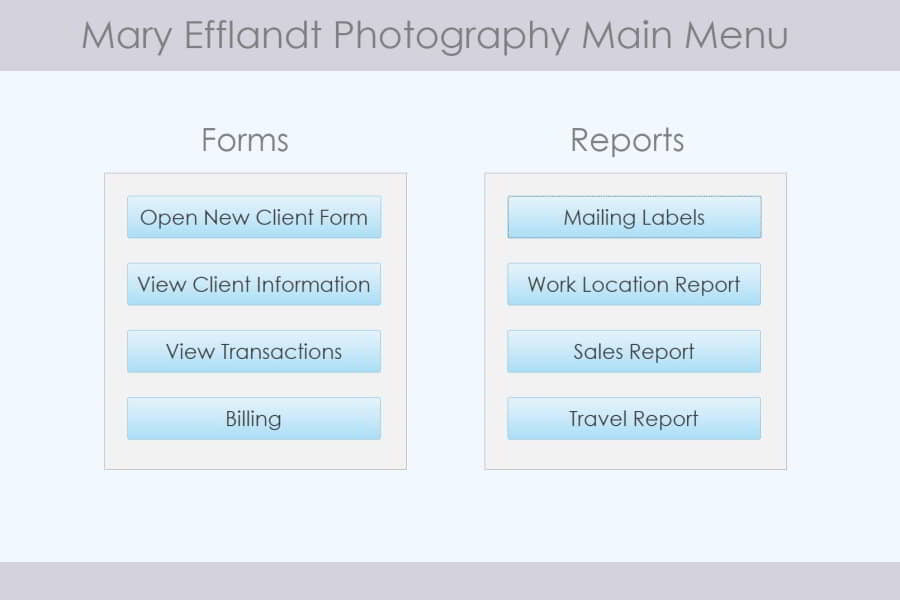 Mary Efflandt Photography Main Menu
Forms
Open New Client Form
View Client Information
View Transactions
Billing
Reports
Mailing Labels
Work Location Report
Sales Report
Travel Report